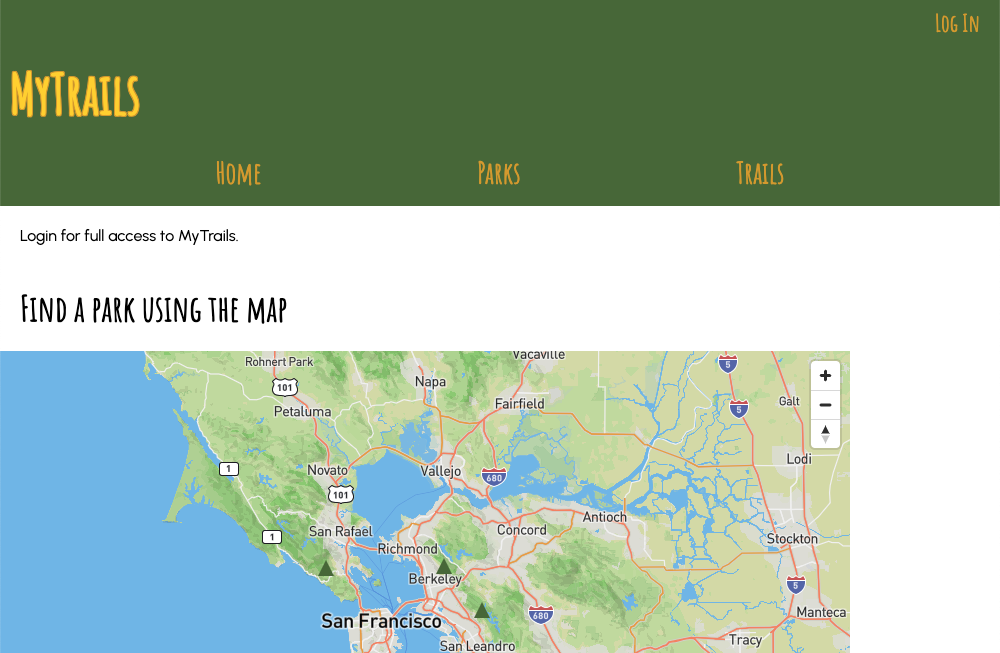 Log In
MyTrails
Home Parks Trails
Login for full access to MyTrails.
Find a park using the map
Vacaville
Rohnert Park
5
101
Napa
Galt
Petaluma
Fairfield
5
Lodi
1
Novato
Vallejo
680
101
Antioch
San Rafael
Concord
1
Stockton
Richmond
Berkeley
5
Manteca
680
San Francisco
Tracy
San Leandro